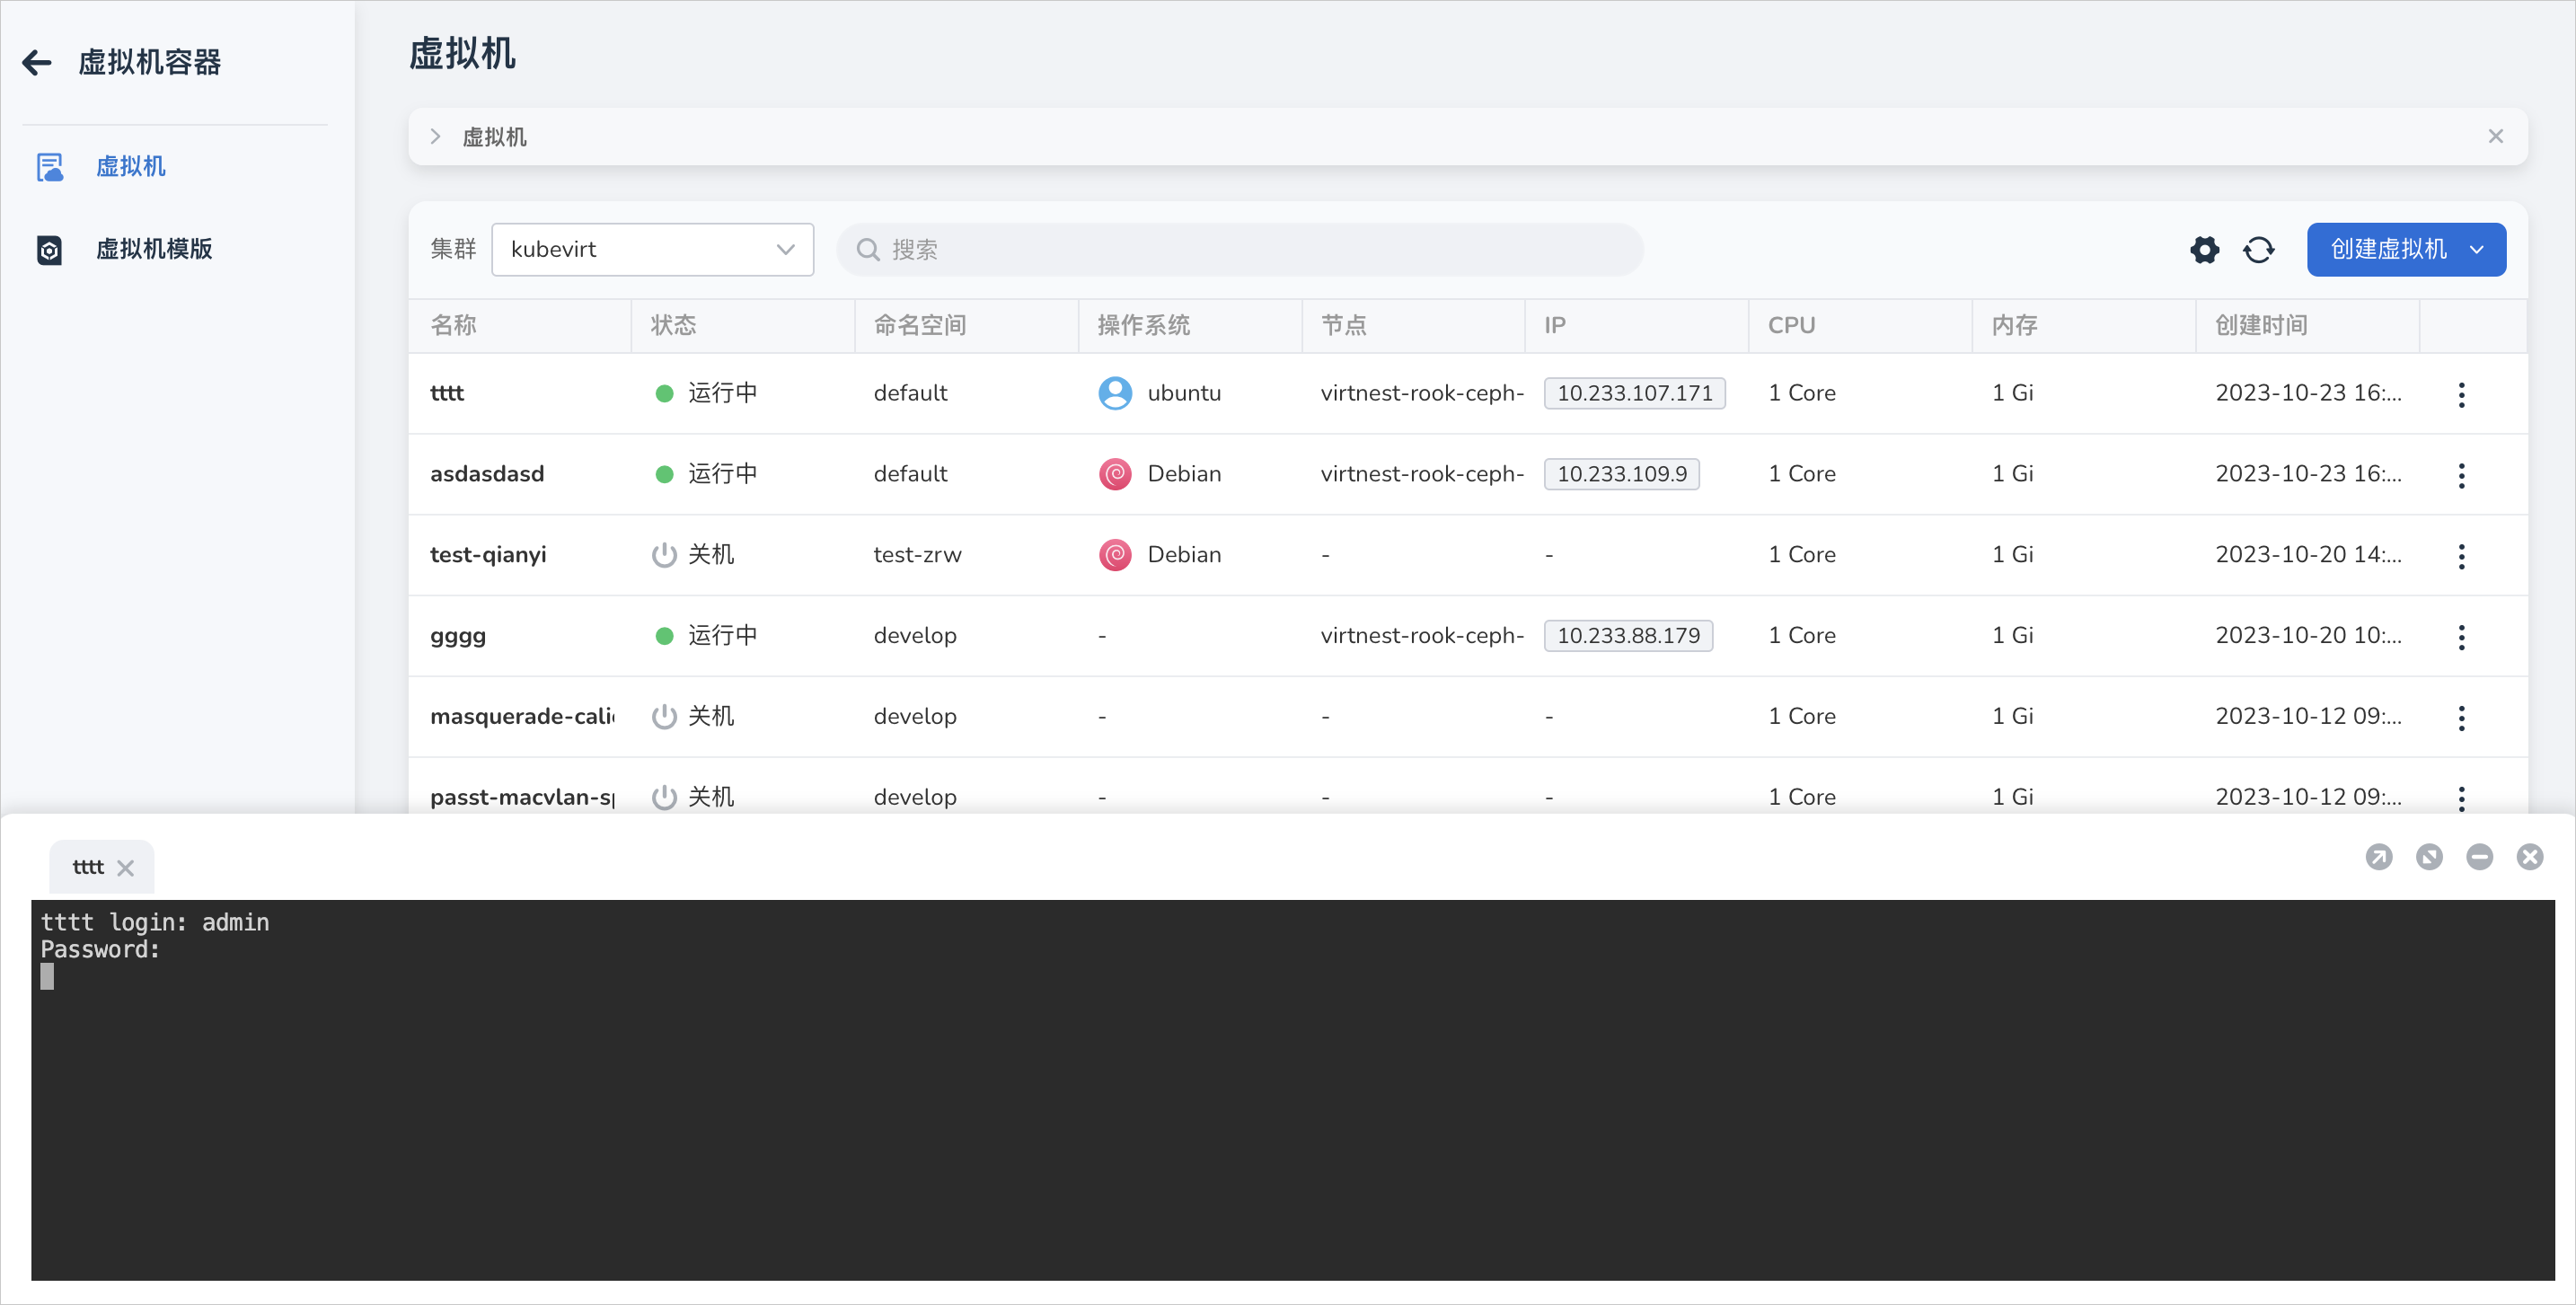 虚拟机容器
虚拟机
虚拟机模版
虚拟机
虚拟机
集群 kubevirt 搜索 创建虚拟机
名称 状态 命名空间 操作系统 节点 IP CPU 内存 创建时间
tttt 运行中 default ubuntu virtnest-rook-ceph- 10.233.107.171 1 Core 1 Gi 2023-10-23 16:...
asdasdasd 运行中 default Debian virtnest-rook-ceph- 10.233.109.9 1 Core 1 Gi 2023-10-23 16:...
test-qianyi 关机 test-zrw Debian - - 1 Core 1 Gi 2023-10-20 14:...
gggg 运行中 develop - virtnest-rook-ceph- 10.233.88.179 1 Core 1 Gi 2023-10-20 10:...
masquerade-cali 关机 develop - - - 1 Core 1 Gi 2023-10-12 09:...
passt-macvlan-s 关机 develop - - - 1 Core 1 Gi 2023-10-12 09:...
tttt
tttt login: admin
Password: